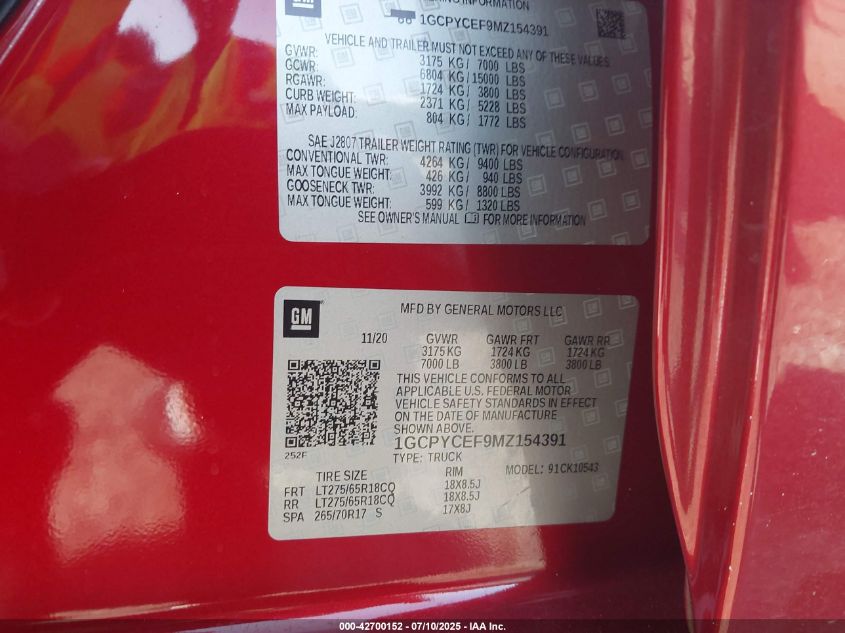 GM
INFORMATION
1GCPYCEF9MZ154391
VEHICLE AND TRAILER MUST NOT EXCEED ANY OF THESE VALUES
GVWR: 3175 KG/ 7000 LBS
GCWR: 6804 KG/ 15000 LBS
RGAWR: 1724 KG/ 3800 LBS
CURB WEIGHT: 2371 KG/ 5228 LBS
MAX PAYLOAD: 804 KG/ 1772 LBS
SAE J2807 TRAILER WEIGHT RATING (TWR) FOR VEHICLE CONFIGURATION
CONVENTIONAL TWR: 4264 KG/ 9400 LBS
MAX TONGUE WEIGHT: 426 KG/ 940 LBS
GOOSENECK TWR: 3992 KG/ 8800 LBS
MAX TONGUE WEIGHT: 599 KG/ 1320 LBS
SEE OWNER'S MANUAL FOR MORE INFORMATION
GM
MFD BY GENERAL MOTORS LLC
11/20 GVWR GAWR FRT GAWR RR
3175 KG 1724 KG 1724 KG
7000 LB 3800 LB 3800 LB
THIS VEHICLE CONFORMS TO ALL
APPLICABLE U.S. FEDERAL MOTOR
VEHICLE SAFETY STANDARDS IN EFFECT
ON THE DATE OF MANUFACTURE
SHOWN ABOVE.
1GCPYCEF9MZ154391
252F TYPE: TRUCK MODEL: 91CK10543
TIRE SIZE RIM
FRT LT275/65R18CQ 18X8.5J
RR LT275/65R18CQ 18X8.5J
SPA 265/70R17 S 17X8J
000-42700152 - 07/10/2025 - IAA Inc.